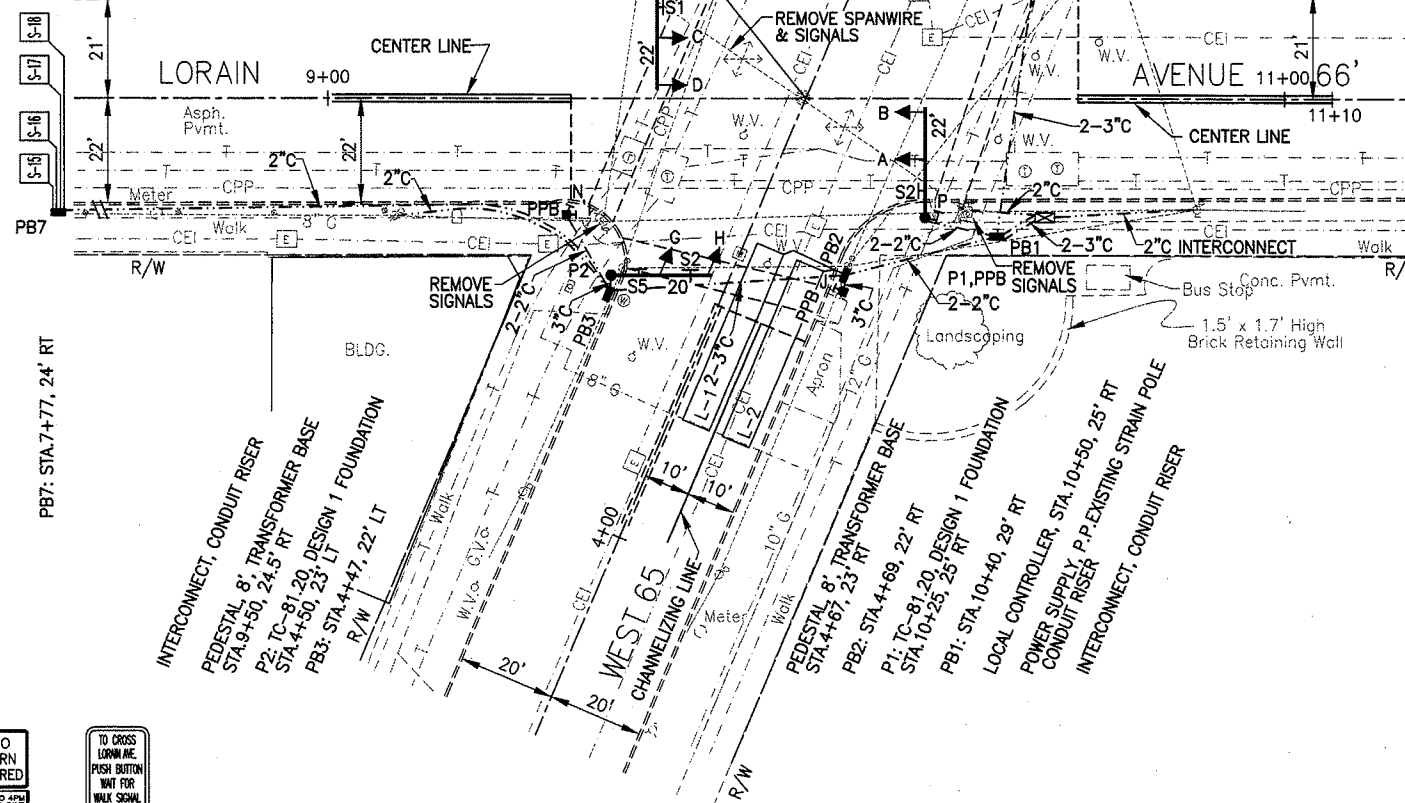 S-18
S-17
S-16
S-15
PB7
21'
22'
LORAIN
CENTER LINE
9+00
Asph.
Pvmt.
22'
2"C
2"C
Meter
CPP
8" G
Walk
CEI
E
R/W
T
PPB
N
P2
REMOVE
SIGNALS
2-2"C
3"C
PB3
S1
22'
C
D
CEI
REMOVE SPANWIRE
& SIGNALS
W.V.
B
A
22'
S2
CPP
G
H
S2
S5
20'
W.V.
PB2
PPB
3"C
P
2-2"C
2"C
PB1
2-3"C
2"C INTERCONNECT
CEI
Walk
R/
E
CEI
W.V.
W.V.
AVENUE
11+00
66'
21'
11+10
2-3"C
CENTER LINE
W.V.
CPP
P1,PPB
REMOVE
SIGNALS
2-2"C
Bus Stop
Conc. Pvmt.
Landscaping
1.5' x 1.7' High
Brick Retaining Wall
BLDG.
W.V.
8" G
L-1
2-3"C
L-2
Apron
12" G
10'
10'
4+00
CEI
CHANNELIZING LINE
WEST 65
10" G
Walk
Meter
Walk
G.V.
W.V.
R/W
20'
20'
R/W
PB7: STA.7+77, 24' RT
INTERCONNECT, CONDUIT RISER
PEDESTAL, 8', TRANSFORMER BASE
STA.9+50, 24.5' RT
P2: TC-81.20, DESIGN 1 FOUNDATION
STA.4+50, 23' LT
PB3: STA.4+47, 22' LT
PEDESTAL, 8', TRANSFORMER BASE
STA.4+67, 23' RT
PB2: STA.4+69, 22' RT
P1: TC-81.20, DESIGN 1 FOUNDATION
STA.10+25, 25' RT
PB1: STA.10+40, 29' RT
LOCAL CONTROLLER, STA.10+50, 25' RT
POWER SUPPLY, P.P.EXISTING STRAIN POLE
CONDUIT RISER
INTERCONNECT, CONDUIT RISER
O
RN
RED
TO CROSS
LORAIN AVE.
PUSH BUTTON
WAIT FOR
WALK SIGNAL